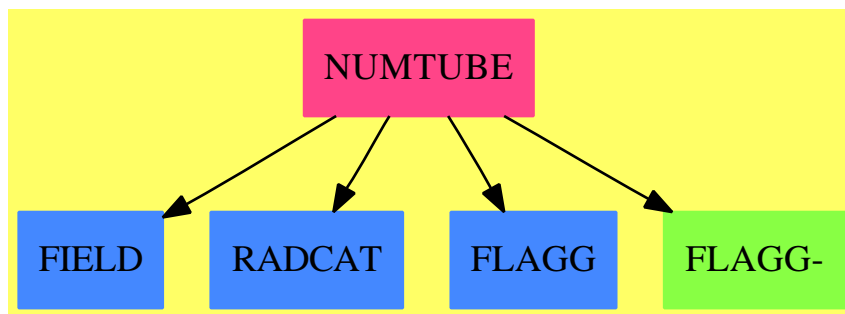 NUMTUBE
FIELD
RADCAT
FLAGG
FLAGG-